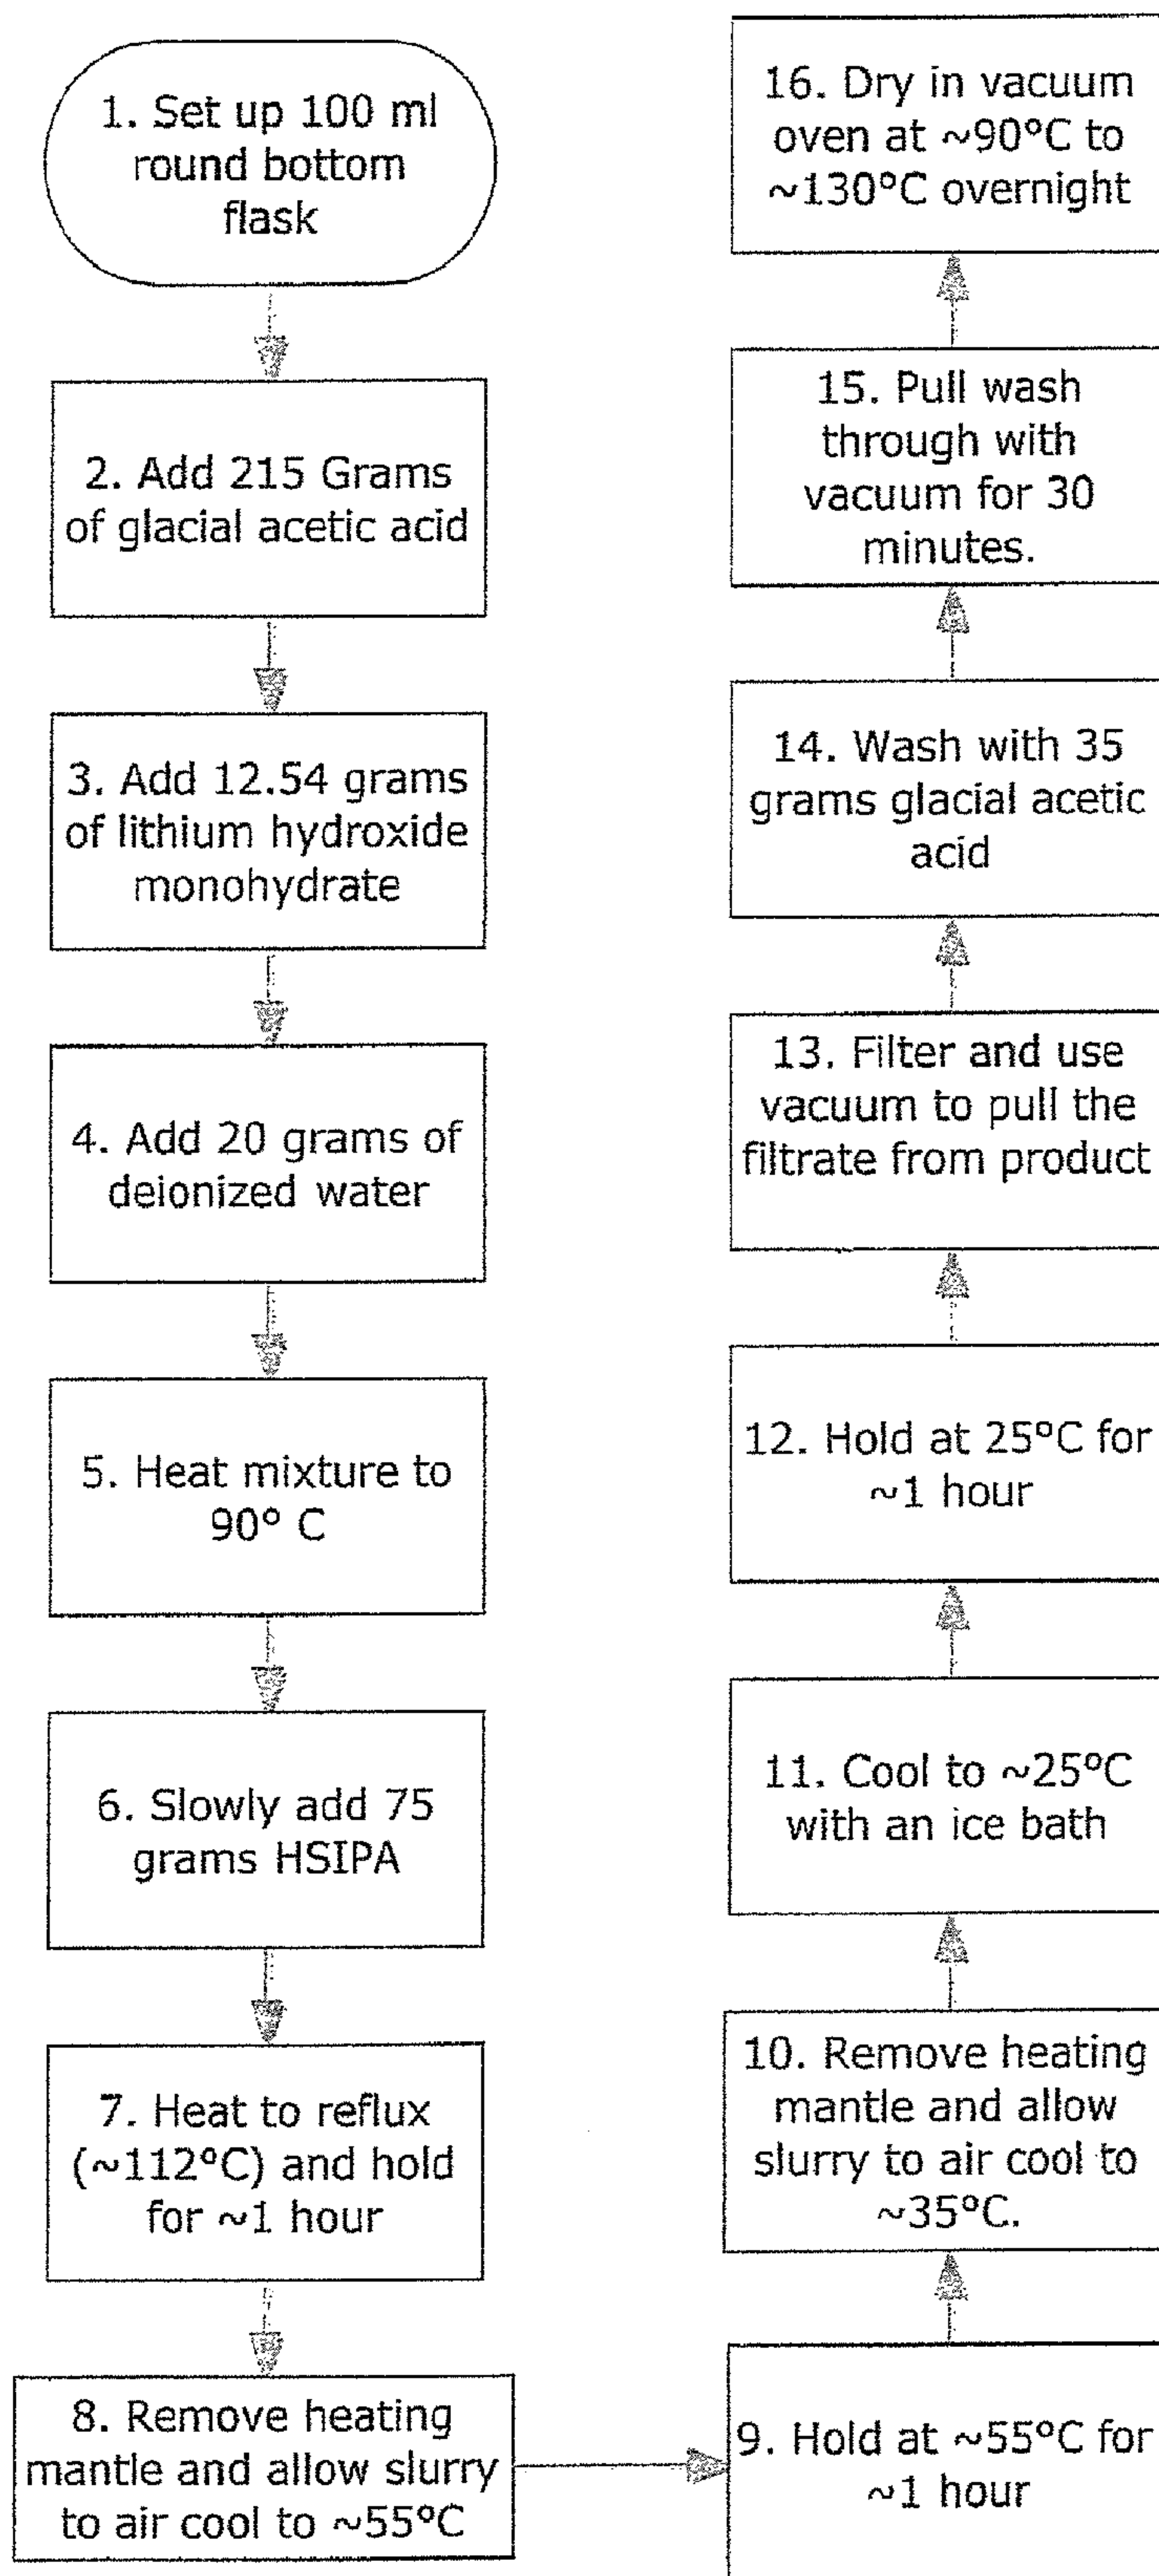 1. Set up 100 ml
round bottom
flask
2. Add 215 Grams
of glacial acetic acid
3. Add 12.54 grams
of lithium hydroxide
monohydrate
4. Add 20 grams of
deionized water
5. Heat mixture to
90° C
6. Slowly add 75
grams HSIPA
7. Heat to reflux
(~112°C) and hold
for ~1 hour
8. Remove heating
mantle and allow slurry
to air cool to ~55°C
9. Hold at ~55°C for
~1 hour
10. Remove heating
mantle and allow
slurry to air cool to
~35°C.
11. Cool to ~25°C
with an ice bath
12. Hold at 25°C for
~1 hour
13. Filter and use
vacuum to pull the
filtrate from product
14. Wash with 35
grams glacial acetic
acid
15. Pull wash
through with
vacuum for 30
minutes.
16. Dry in vacuum
oven at ~90°C to
~130°C overnight